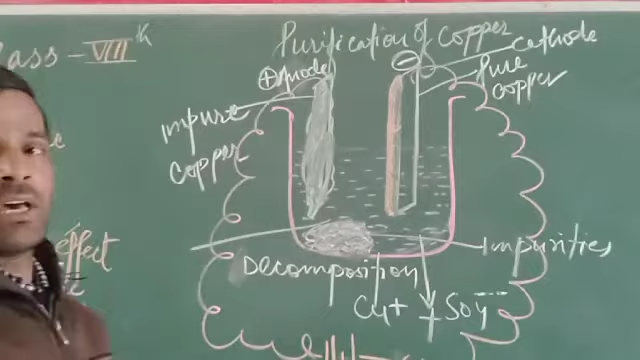 Class - VIII th
Purification of Copper
⊕ Anode
⊖
Cathode
Pure
copper
Impure
Copper
effect
Impurities
Decomposition
Cu+ + SO4--